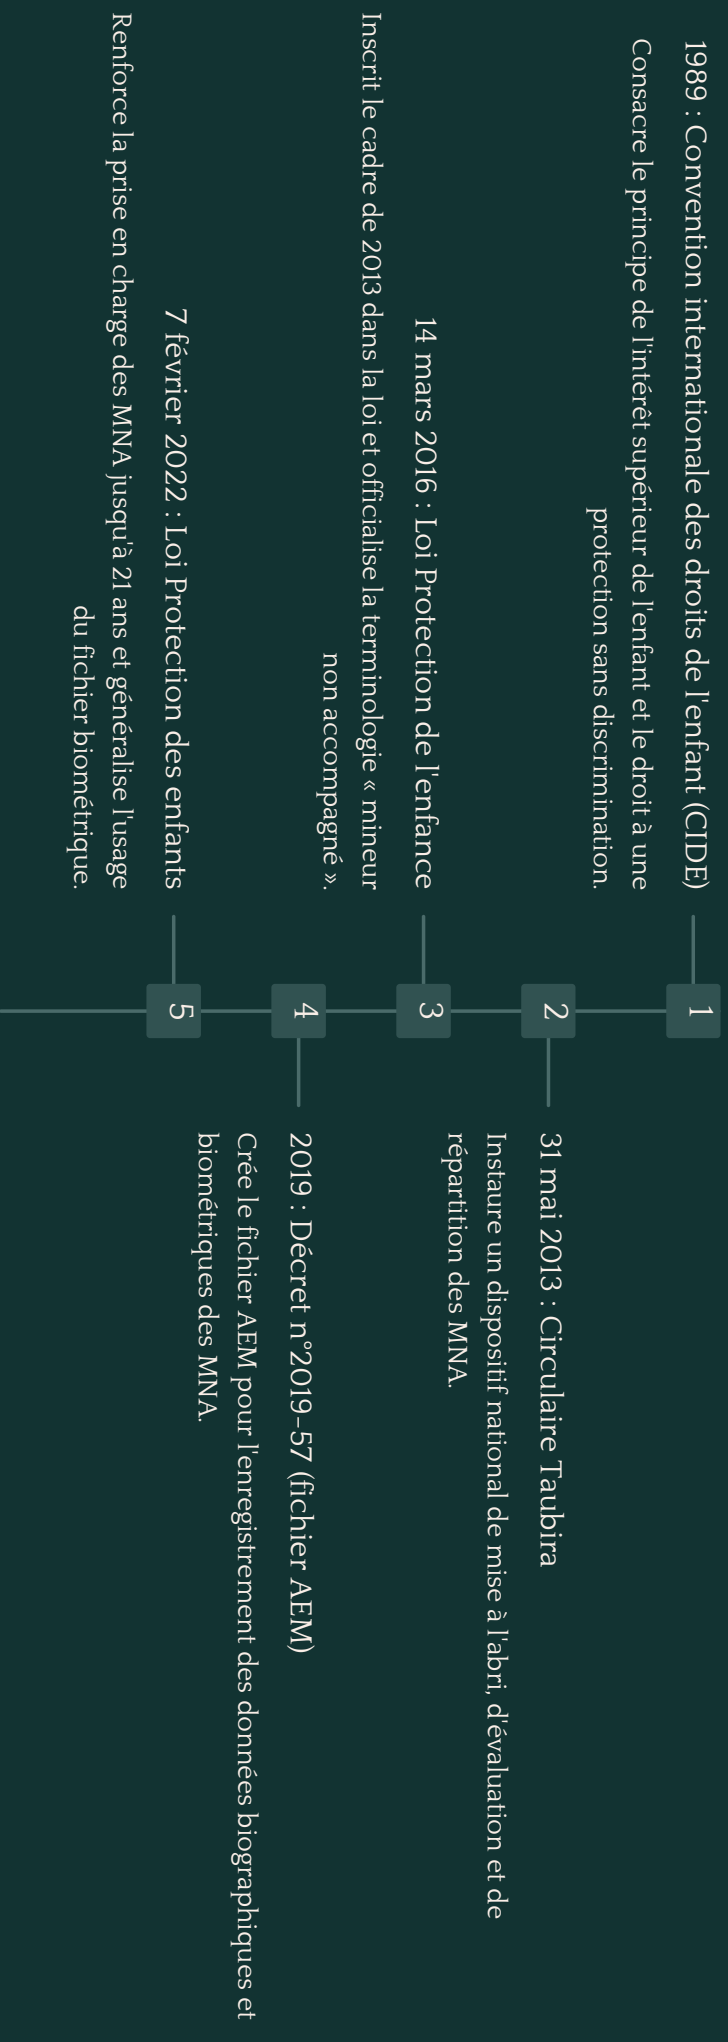 1989 : Convention internationale des droits de l'enfant (CIDE)
Consacre le principe de l'intérêt supérieur de l'enfant et le droit à une
protection sans discrimination.
1
2
31 mai 2013 : Circulaire Taubira
Instaure un dispositif national de mise à l'abri, d'évaluation et de
répartition des MNA.
14 mars 2016 : Loi Protection de l'enfance
Inscrit le cadre de 2013 dans la loi et officialise la terminologie « mineur
non accompagné ».
3
4
2019 : Décret n°2019-57 (fichier AEM)
Crée le fichier AEM pour l'enregistrement des données biographiques et
biométriques des MNA.
7 février 2022 : Loi Protection des enfants
Renforce la prise en charge des MNA jusqu'à 21 ans et généralise l'usage
du fichier biométrique.
5